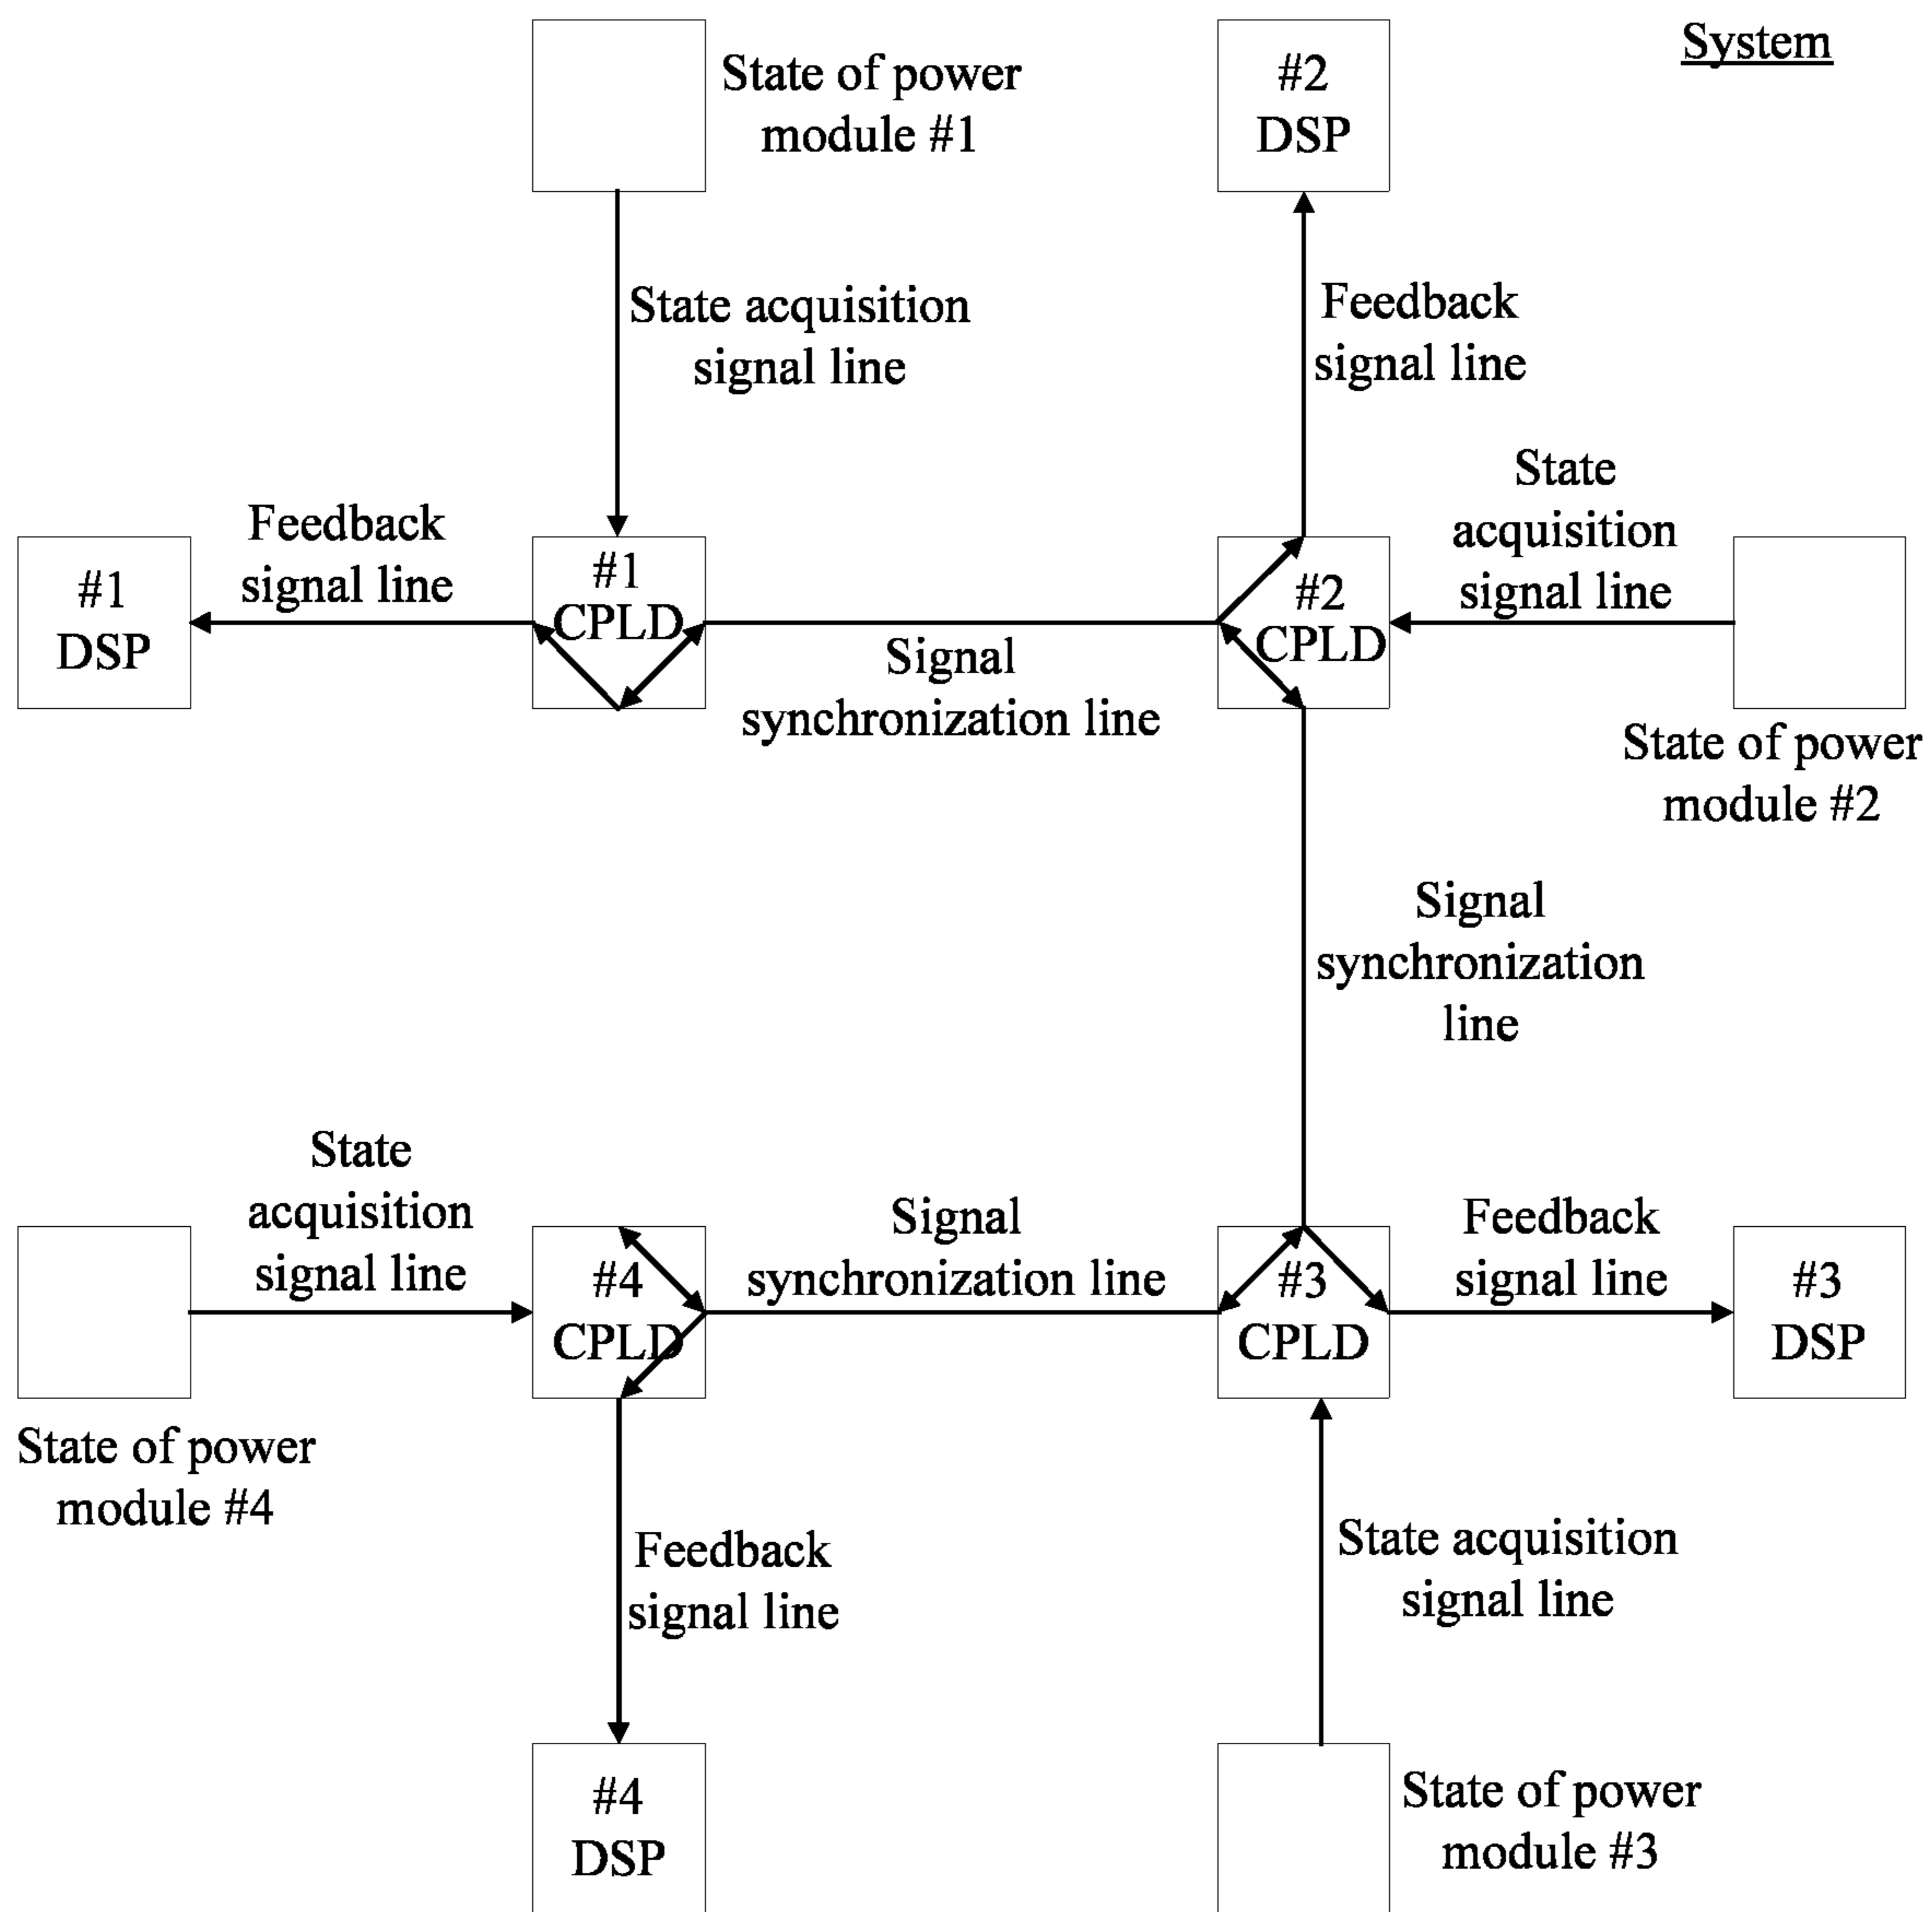 System
State of power
module #1
#2
DSP
State acquisition
signal line
Feedback
signal line
State
acquisition
signal line
Feedback
signal line
#1
DSP
#1
CPLD
#2
CPLD
Signal
synchronization line
State of power
module #2
Signal
synchronization
line
State
acquisition
signal line
Signal
synchronization line
Feedback
signal line
#4
CPLD
#3
CPLD
#3
DSP
State of power
module #4
Feedback
signal line
State acquisition
signal line
#4
DSP
State of power
module #3